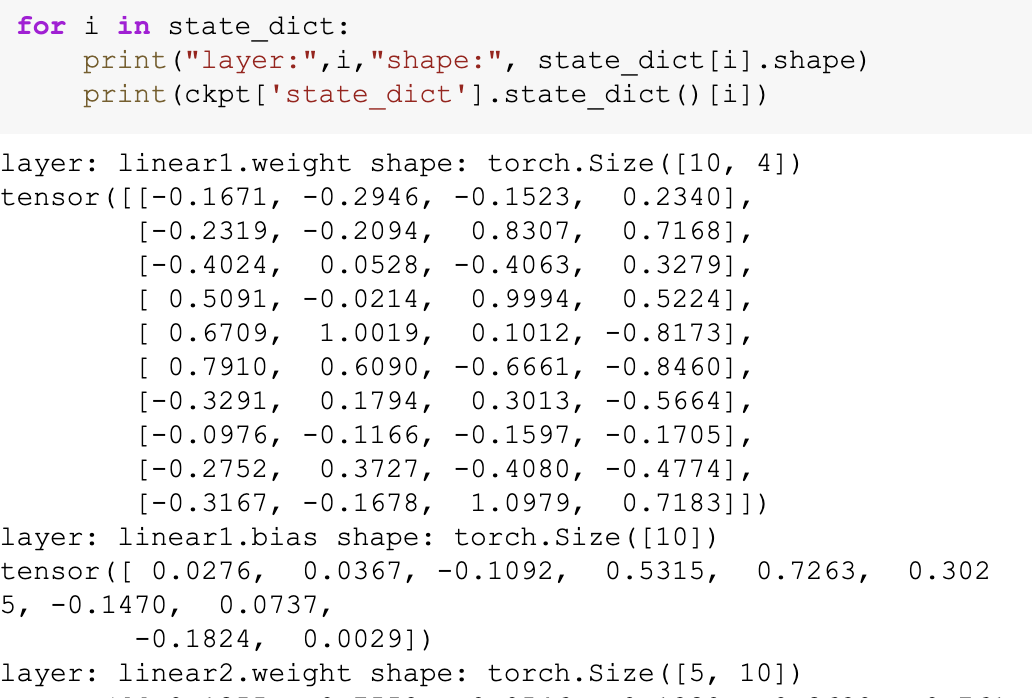 for i in state_dict:
    print("layer:",i,"shape:", state_dict[i].shape)
    print(ckpt['state_dict'].state_dict()[i])
layer: linear1.weight shape: torch.Size([10, 4])
tensor([[-0.1671, -0.2946, -0.1523,  0.2340],
        [-0.2319, -0.2094,  0.8307,  0.7168],
        [-0.4024,  0.0528, -0.4063,  0.3279],
        [ 0.5091, -0.0214,  0.9994,  0.5224],
        [ 0.6709,  1.0019,  0.1012, -0.8173],
        [ 0.7910,  0.6090, -0.6661, -0.8460],
        [-0.3291,  0.1794,  0.3013, -0.5664],
        [-0.0976, -0.1166, -0.1597, -0.1705],
        [-0.2752,  0.3727, -0.4080, -0.4774],
        [-0.3167, -0.1678,  1.0979,  0.7183]])
layer: linear1.bias shape: torch.Size([10])
tensor([ 0.0276,  0.0367, -0.1092,  0.5315,  0.7263,  0.302
5, -0.1470,  0.0737,
        -0.1824,  0.0029])
layer: linear2.weight shape: torch.Size([5, 10])